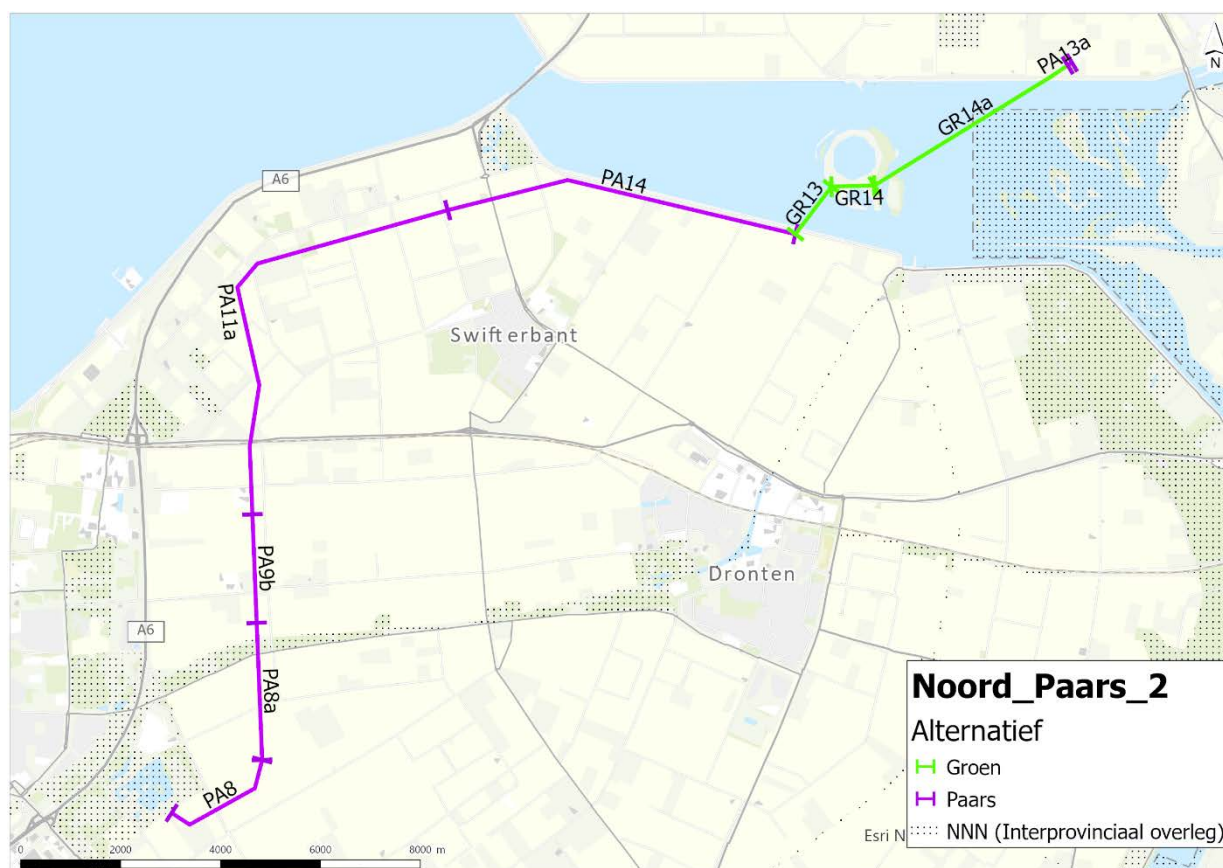 PA13a
N
GR14a
A6
PA14
GR13
GR14
PA11a
Swifterbant
PA9b
Dronten
A6
PA8a
PA8
Noord_Paars_2
Alternatief
Groen
Paars
NNN (Interprovinciaal overleg)
Esri N
0 2000 4000 6000 8000 m